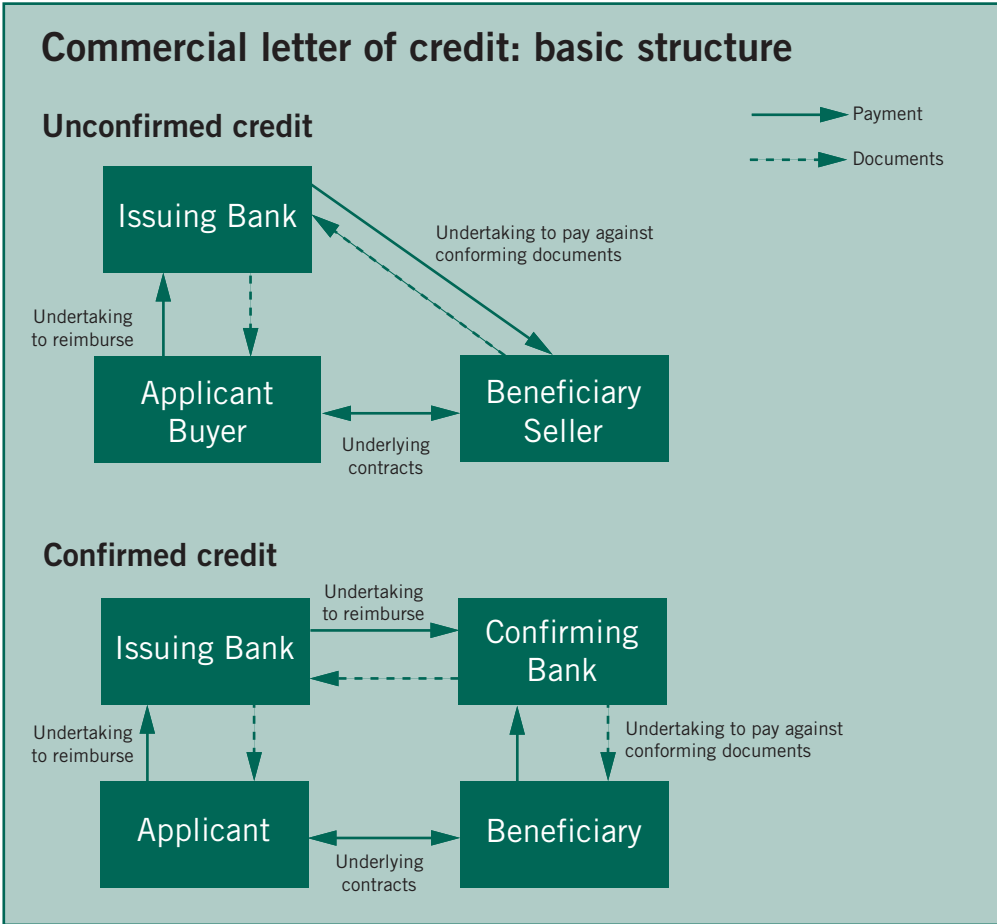 Commercial letter of credit: basic structure
Unconfirmed credit
Payment
Documents
Issuing Bank
Undertaking to pay against
conforming documents
Undertaking
to reimburse
Applicant
Buyer
Beneficiary
Seller
Underlying
contracts
Confirmed credit
Undertaking
to reimburse
Issuing Bank
Confirming
Bank
Undertaking
to reimburse
Undertaking to pay against
conforming documents
Applicant
Beneficiary
Underlying
contracts